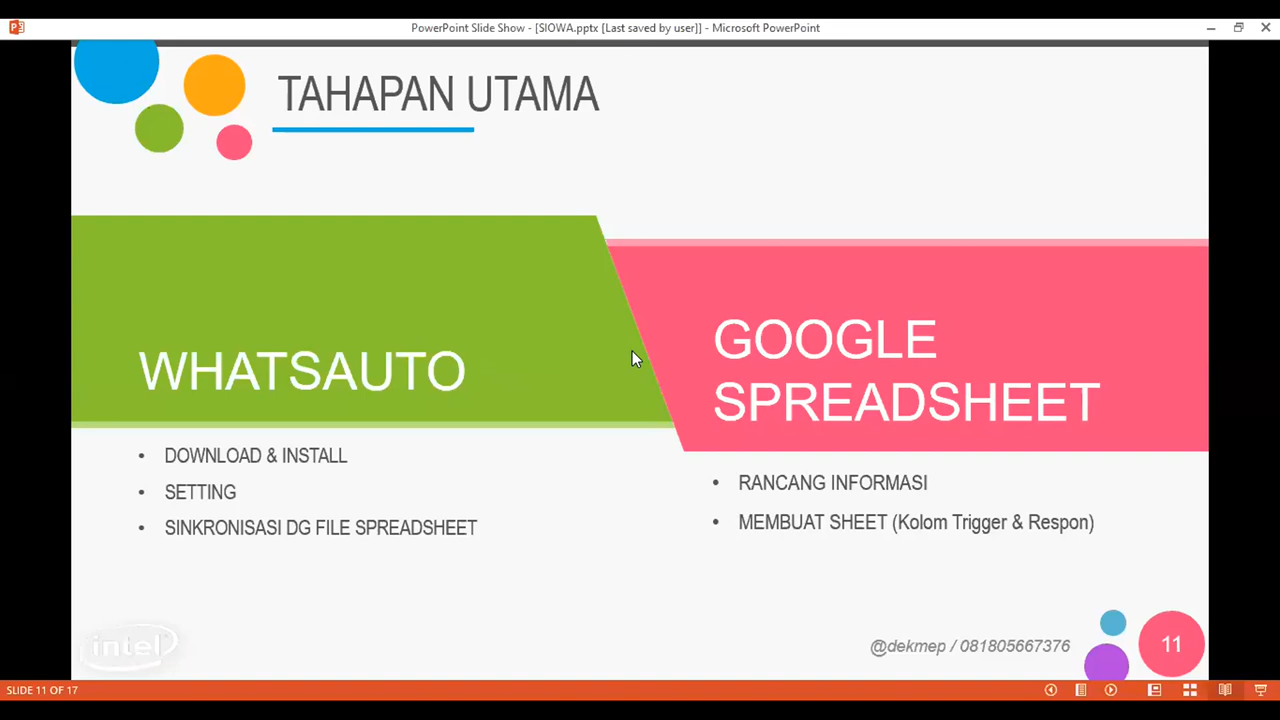 PowerPoint Slide Show - [SIOWA.pptx [Last saved by user]] - Microsoft PowerPoint
TAHAPAN UTAMA
WHATSAUTO
• DOWNLOAD & INSTALL
• SETTING
• SINKRONISASI DG FILE SPREADSHEET
GOOGLE
SPREADSHEET
• RANCANG INFORMASI
• MEMBUAT SHEET (Kolom Trigger & Respon)
intel
@dekmep / 081805667376
11
SLIDE 11 OF 17